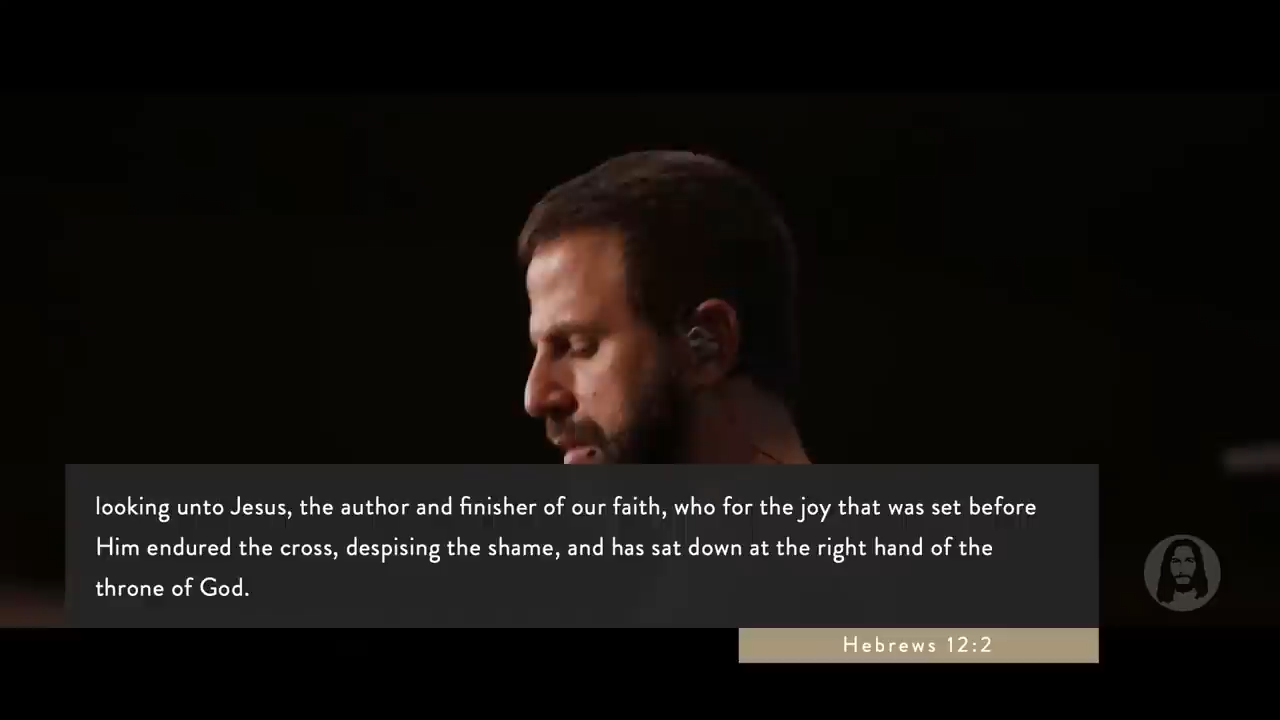 looking unto Jesus, the author and finisher of our faith, who for the joy that was set before
Him endured the cross, despising the shame, and has sat down at the right hand of the
throne of God.
Hebrews 12:2